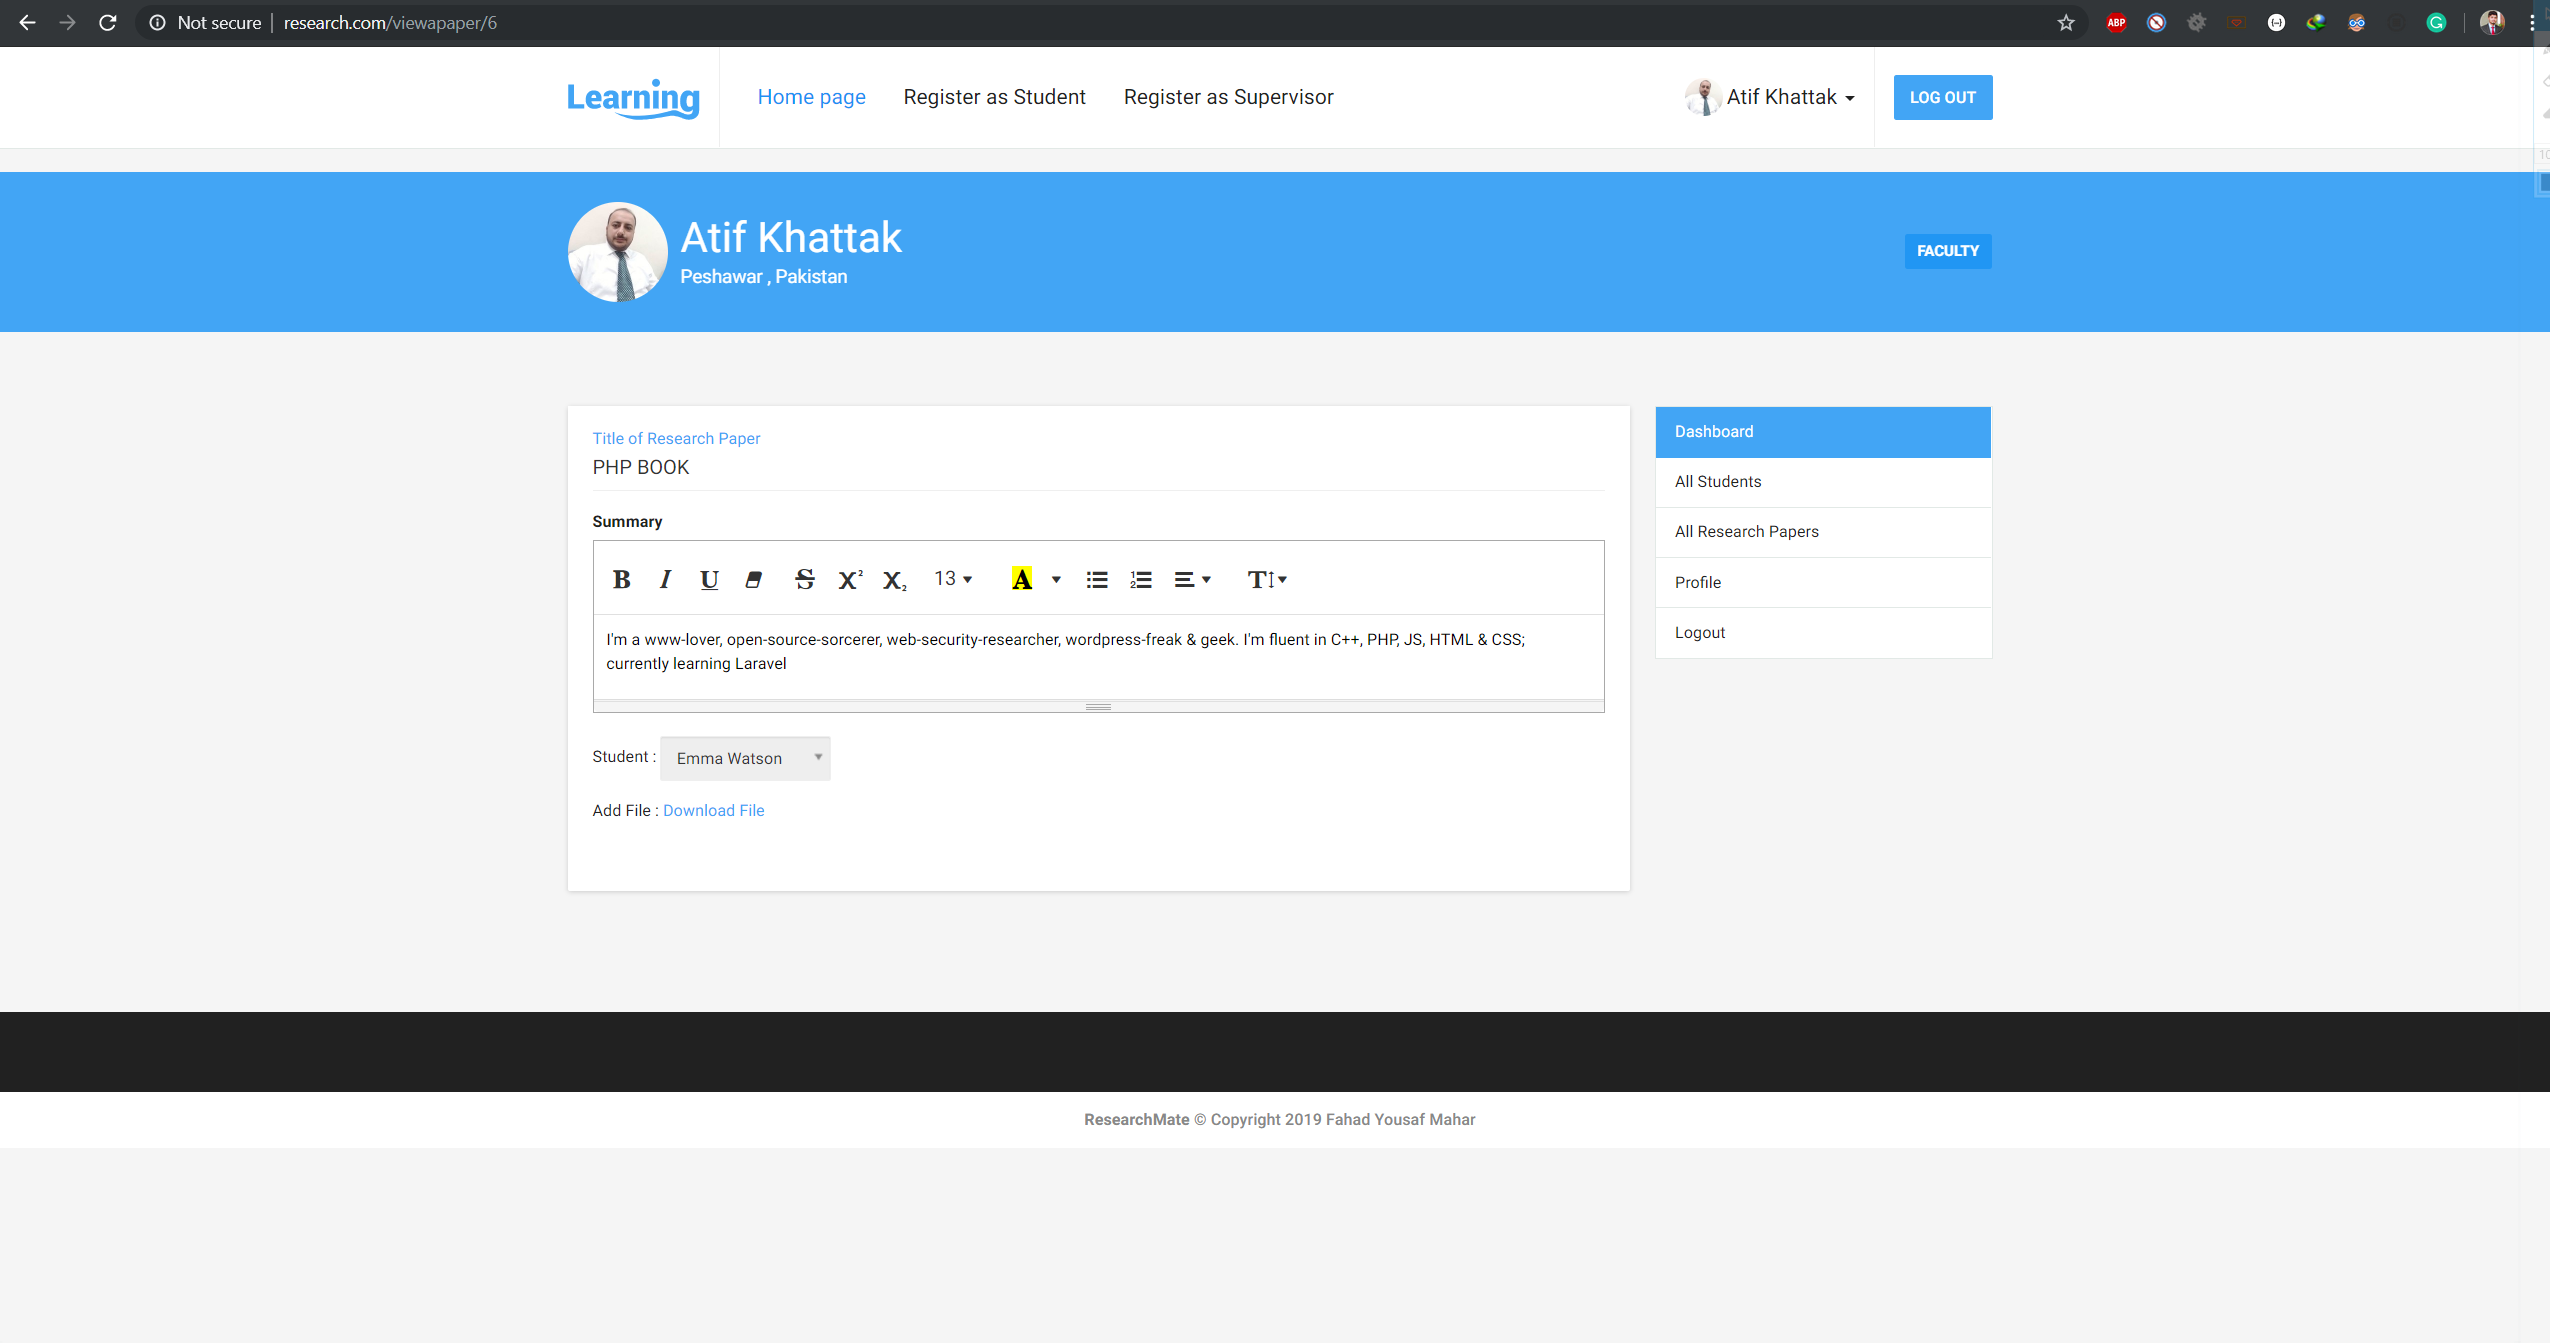 Not secure | research.com/viewapaper/6
ABP
Learning
Home page
Register as Student
Register as Supervisor
Atif Khattak
LOG OUT
Atif Khattak
Peshawar , Pakistan
FACULTY
Title of Research Paper
PHP BOOK
Summary
B I U S X² X₂ 13 A T
I'm a www-lover, open-source-sorcerer, web-security-researcher, wordpress-freak & geek. I'm fluent in C++, PHP, JS, HTML & CSS;
currently learning Laravel
Student : Emma Watson
Add File : Download File
Dashboard
All Students
All Research Papers
Profile
Logout
ResearchMate © Copyright 2019 Fahad Yousaf Mahar